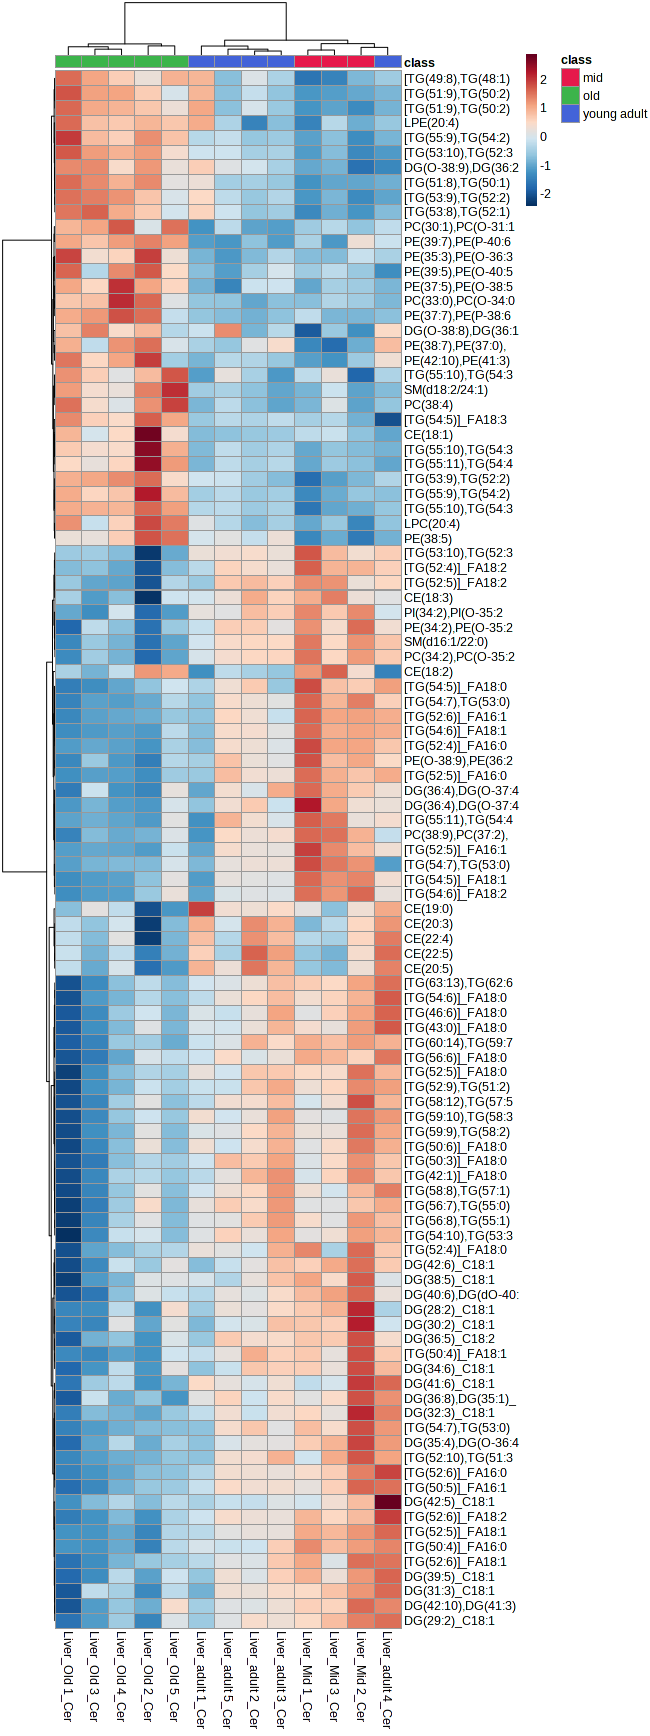 class
class
mid
old
young adult
2
1
0
-1
-2
[TG(49:8),TG(48:1)
[TG(51:9),TG(50:2)
[TG(51:9),TG(50:2)
LPE(20:4)
[TG(55:9),TG(54:2)
[TG(53:10),TG(52:3
DG(O-38:9),DG(36:2
[TG(51:8),TG(50:1)
[TG(53:9),TG(52:2)
[TG(53:8),TG(52:1)
PC(30:1),PC(O-31:1
PE(39:7),PE(P-40:6
PE(35:3),PE(O-36:3
PE(39:5),PE(O-40:5
PE(37:5),PE(O-38:5
PC(33:0),PC(O-34:0
PE(37:7),PE(P-38:6
DG(O-38:8),DG(36:1
PE(38:7),PE(37:0),
PE(42:10),PE(41:3)
[TG(55:10),TG(54:3
SM(d18:2/24:1)
PC(38:4)
[TG(54:5)]_FA18:3
CE(18:1)
[TG(55:10),TG(54:3
[TG(55:11),TG(54:4
[TG(53:9),TG(52:2)
[TG(55:9),TG(54:2)
[TG(55:10),TG(54:3
LPC(20:4)
PE(38:5)
[TG(53:10),TG(52:3
[TG(52:4)]_FA18:2
[TG(52:5)]_FA18:2
CE(18:3)
PI(34:2),PI(O-35:2
PE(34:2),PE(O-35:2
SM(d16:1/22:0)
PC(34:2),PC(O-35:2
CE(18:2)
[TG(54:5)]_FA18:0
[TG(54:7),TG(53:0)
[TG(52:6)]_FA16:1
[TG(54:6)]_FA18:1
[TG(52:4)]_FA16:0
PE(O-38:9),PE(36:2
[TG(52:5)]_FA16:0
DG(36:4),DG(O-37:4
DG(36:4),DG(O-37:4
[TG(55:11),TG(54:4
PC(38:9),PC(37:2),
[TG(52:5)]_FA16:1
[TG(54:7),TG(53:0)
[TG(54:5)]_FA18:1
[TG(54:6)]_FA18:2
CE(19:0)
CE(20:3)
CE(22:4)
CE(22:5)
CE(20:5)
[TG(63:13),TG(62:6
[TG(54:6)]_FA18:0
[TG(46:6)]_FA18:0
[TG(43:0)]_FA18:0
[TG(60:14),TG(59:7
[TG(56:6)]_FA18:0
[TG(52:5)]_FA18:0
[TG(52:9),TG(51:2)
[TG(58:12),TG(57:5
[TG(59:10),TG(58:3
[TG(59:9),TG(58:2)
[TG(50:6)]_FA18:0
[TG(50:3)]_FA18:0
[TG(42:1)]_FA18:0
[TG(58:8),TG(57:1)
[TG(56:7),TG(55:0)
[TG(56:8),TG(55:1)
[TG(54:10),TG(53:3
[TG(52:4)]_FA18:0
DG(42:6)_C18:1
DG(38:5)_C18:1
DG(40:6),DG(dO-40:
DG(28:2)_C18:1
DG(30:2)_C18:1
DG(36:5)_C18:2
[TG(50:4)]_FA18:1
DG(34:6)_C18:1
DG(41:6)_C18:1
DG(36:8),DG(35:1)_
DG(32:3)_C18:1
[TG(54:7),TG(53:0)
DG(35:4),DG(O-36:4
[TG(52:10),TG(51:3
[TG(52:6)]_FA16:0
[TG(50:5)]_FA16:1
DG(42:5)_C18:1
[TG(52:6)]_FA18:2
[TG(52:5)]_FA18:1
[TG(50:4)]_FA16:0
[TG(52:6)]_FA18:1
DG(39:5)_C18:1
DG(31:3)_C18:1
DG(42:10),DG(41:3)
DG(29:2)_C18:1
Liver_Old 1_Cer
Liver_Old 3_Cer
Liver_Old 4_Cer
Liver_Old 2_Cer
Liver_Old 5_Cer
Liver_adult 1_Cer
Liver_adult 5_Cer
Liver_adult 2_Cer
Liver_adult 3_Cer
Liver_Mid 1_Cer
Liver_Mid 3_Cer
Liver_Mid 2_Cer
Liver_adult 4_Cer